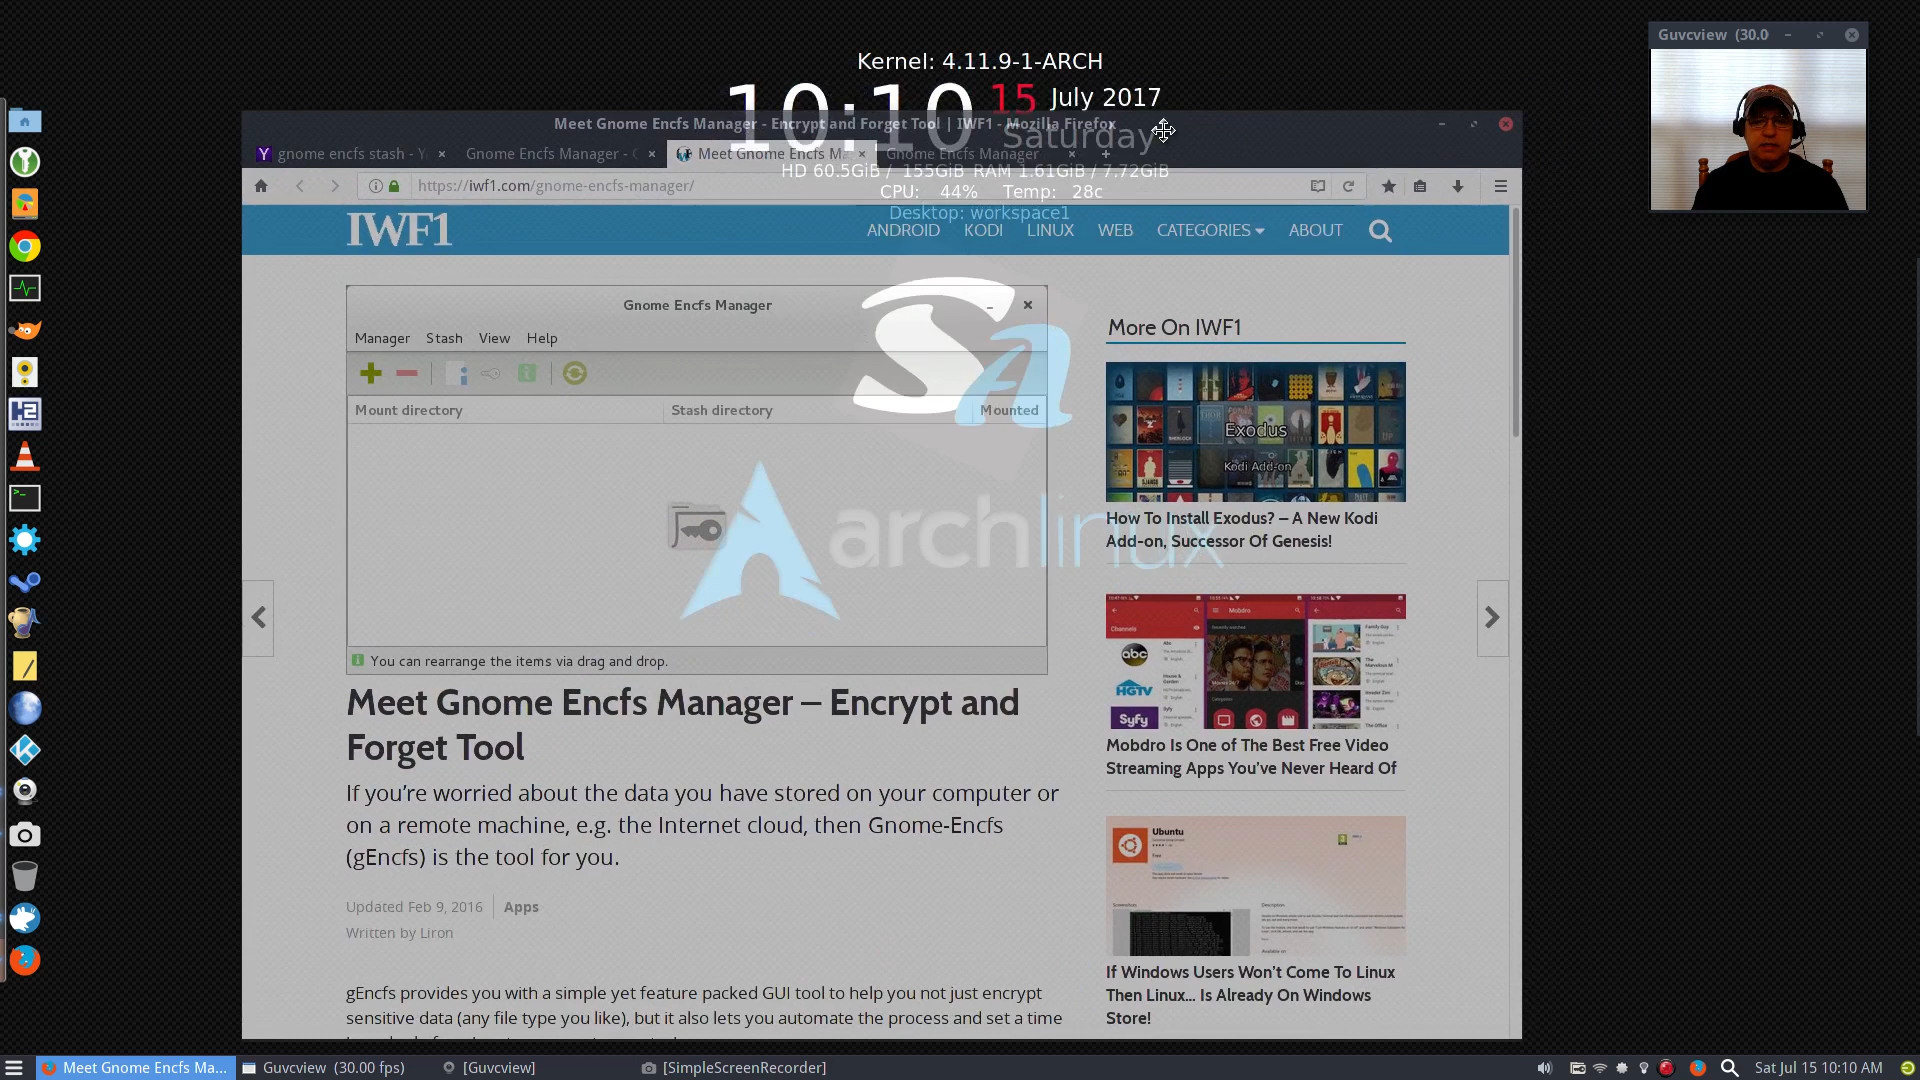 Kernel: 4.11.9-1-ARCH
10:10 15 July 2017
Saturday
HD 60.5GiB / 155GiB RAM 1.61GiB / 7.72GiB
CPU: 44% Temp: 28c
Desktop: workspace1
Guvcview (30.0
Meet Gnome Encfs Manager - Encrypt and Forget Tool | IWF1 - Mozilla Firefox
gnome encfs stash - Y
Gnome Encfs Manager -
Meet Gnome Encfs Ma
Gnome Encfs Manager
https://iwf1.com/gnome-encfs-manager/
IWF1
ANDROID KODI LINUX WEB CATEGORIES ABOUT
Gnome Encfs Manager
Manager Stash View Help
Mount directory Stash directory Mounted
You can rearrange the items via drag and drop.
SA
archlinux
Meet Gnome Encfs Manager – Encrypt and
Forget Tool
If you’re worried about the data you have stored on your computer or
on a remote machine, e.g. the Internet cloud, then Gnome-Encfs
(gEncfs) is the tool for you.
Updated Feb 9, 2016 Apps
Written by Liron
gEncfs provides you with a simple yet feature packed GUI tool to help you not just encrypt
sensitive data (any file type you like), but it also lets you automate the process and set a time
More On IWF1
Exodus
Kodi Add-on
How To Install Exodus? – A New Kodi
Add-on, Successor Of Genesis!
Mobdro
Channels
abc
HGTV
Syfy
Mobdro Is One of The Best Free Video
Streaming Apps You’ve Never Heard Of
Ubuntu
If Windows Users Won’t Come To Linux
Then Linux… Is Already On Windows
Store!
Meet Gnome Encfs Ma...
Guvcview (30.00 fps)
[Guvcview]
[SimpleScreenRecorder]
Sat Jul 15 10:10 AM